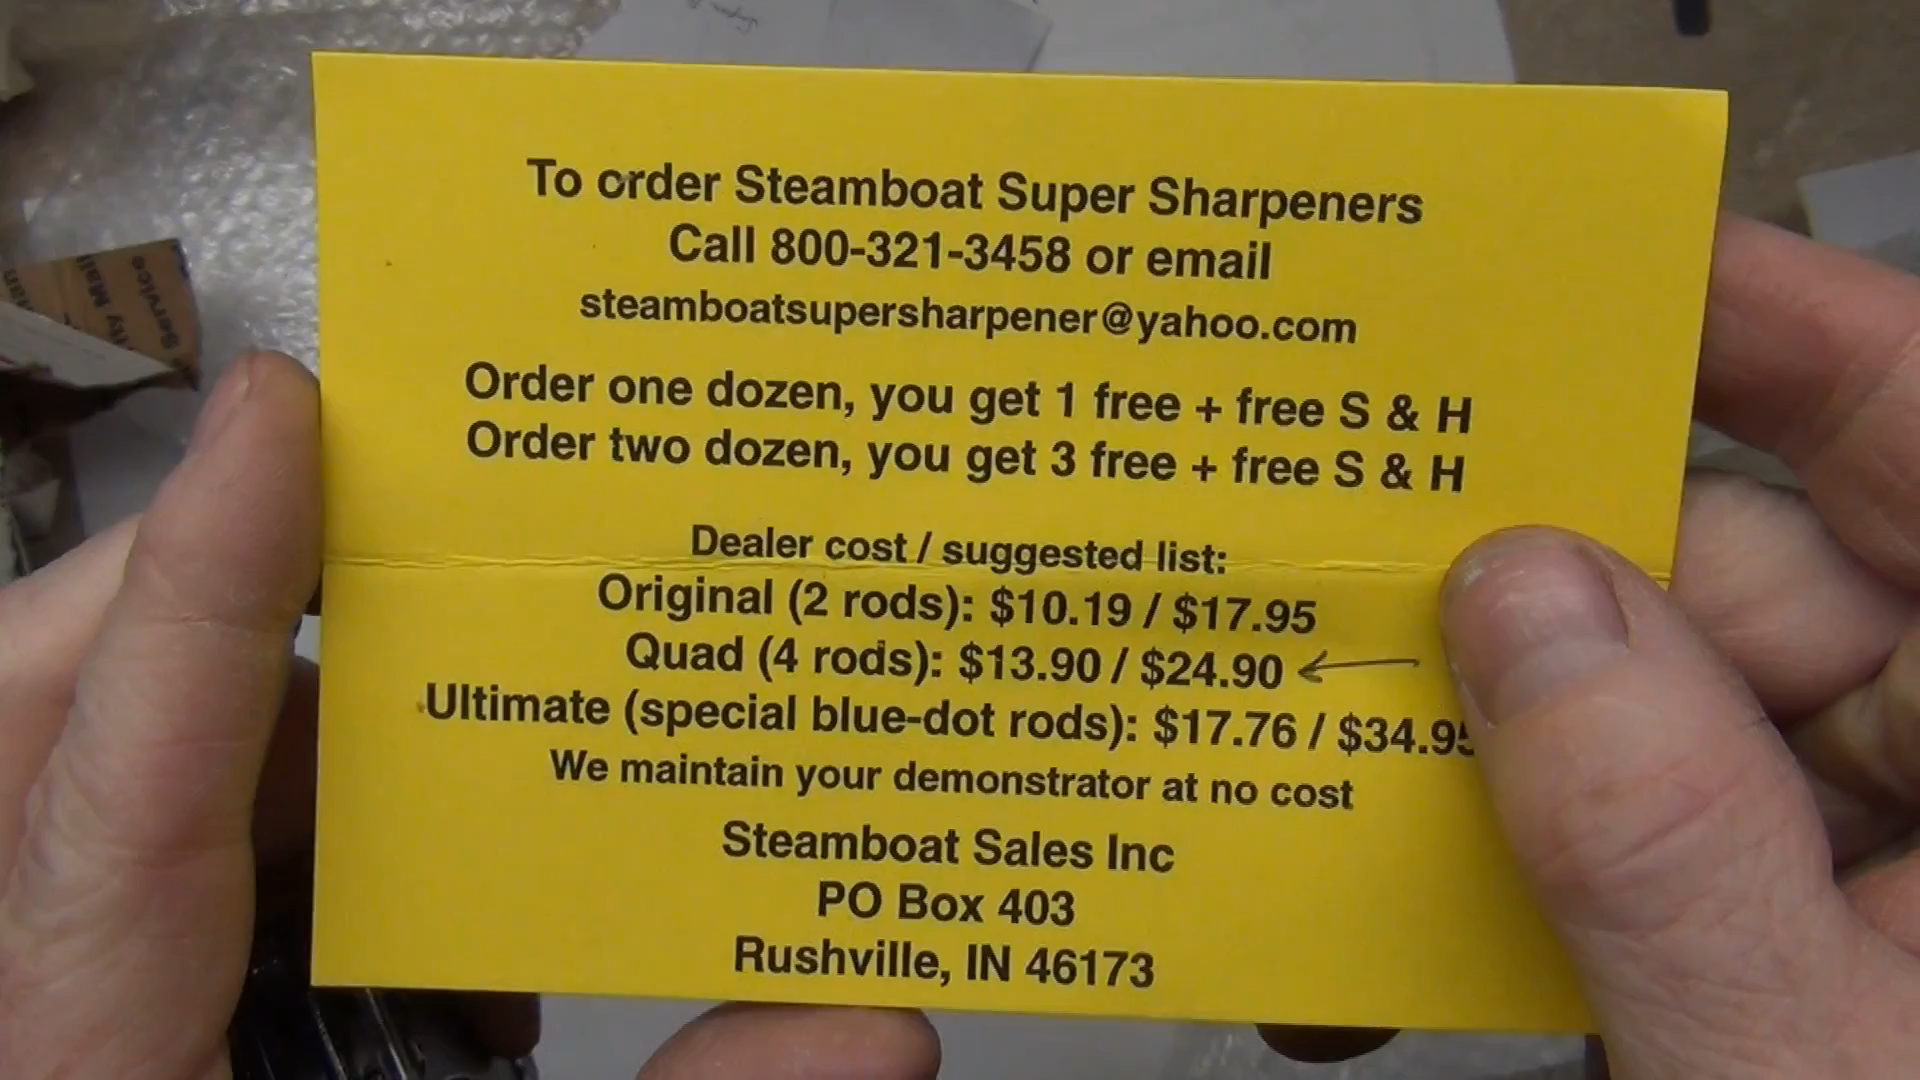 To order Steamboat Super Sharpeners
Call 800-321-3458 or email
steamboatsupersharpener@yahoo.com
Order one dozen, you get 1 free + free S & H
Order two dozen, you get 3 free + free S & H
Dealer cost / suggested list:
Original (2 rods): $10.19 / $17.95
Quad (4 rods): $13.90 / $24.90
Ultimate (special blue-dot rods): $17.76 / $34.95
We maintain your demonstrator at no cost
Steamboat Sales Inc
PO Box 403
Rushville, IN 46173
Service
Mail